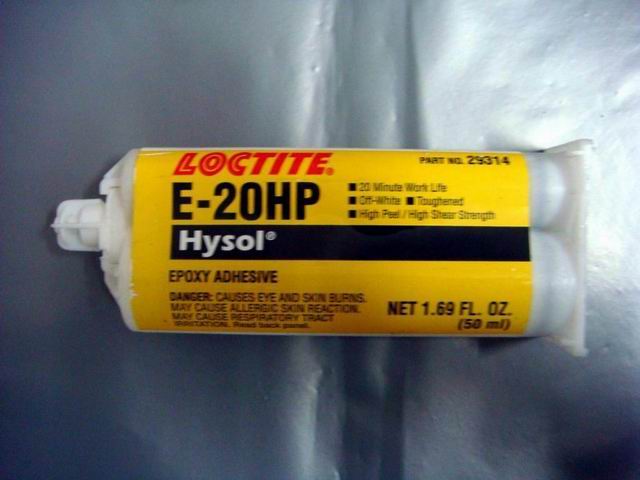 LOCTITE®
PART NO. 29314
E-20HP
■ 20 Minute Work Life
■ Off-White ■ Toughened
■ High Peel / High Shear Strength
Hysol®
EPOXY ADHESIVE
DANGER: CAUSES EYE AND SKIN BURNS.
MAY CAUSE ALLERGIC SKIN REACTION.
MAY CAUSE RESPIRATORY TRACT
IRRITATION. Read back panel.
NET 1.69 FL. OZ.
(50 ml)